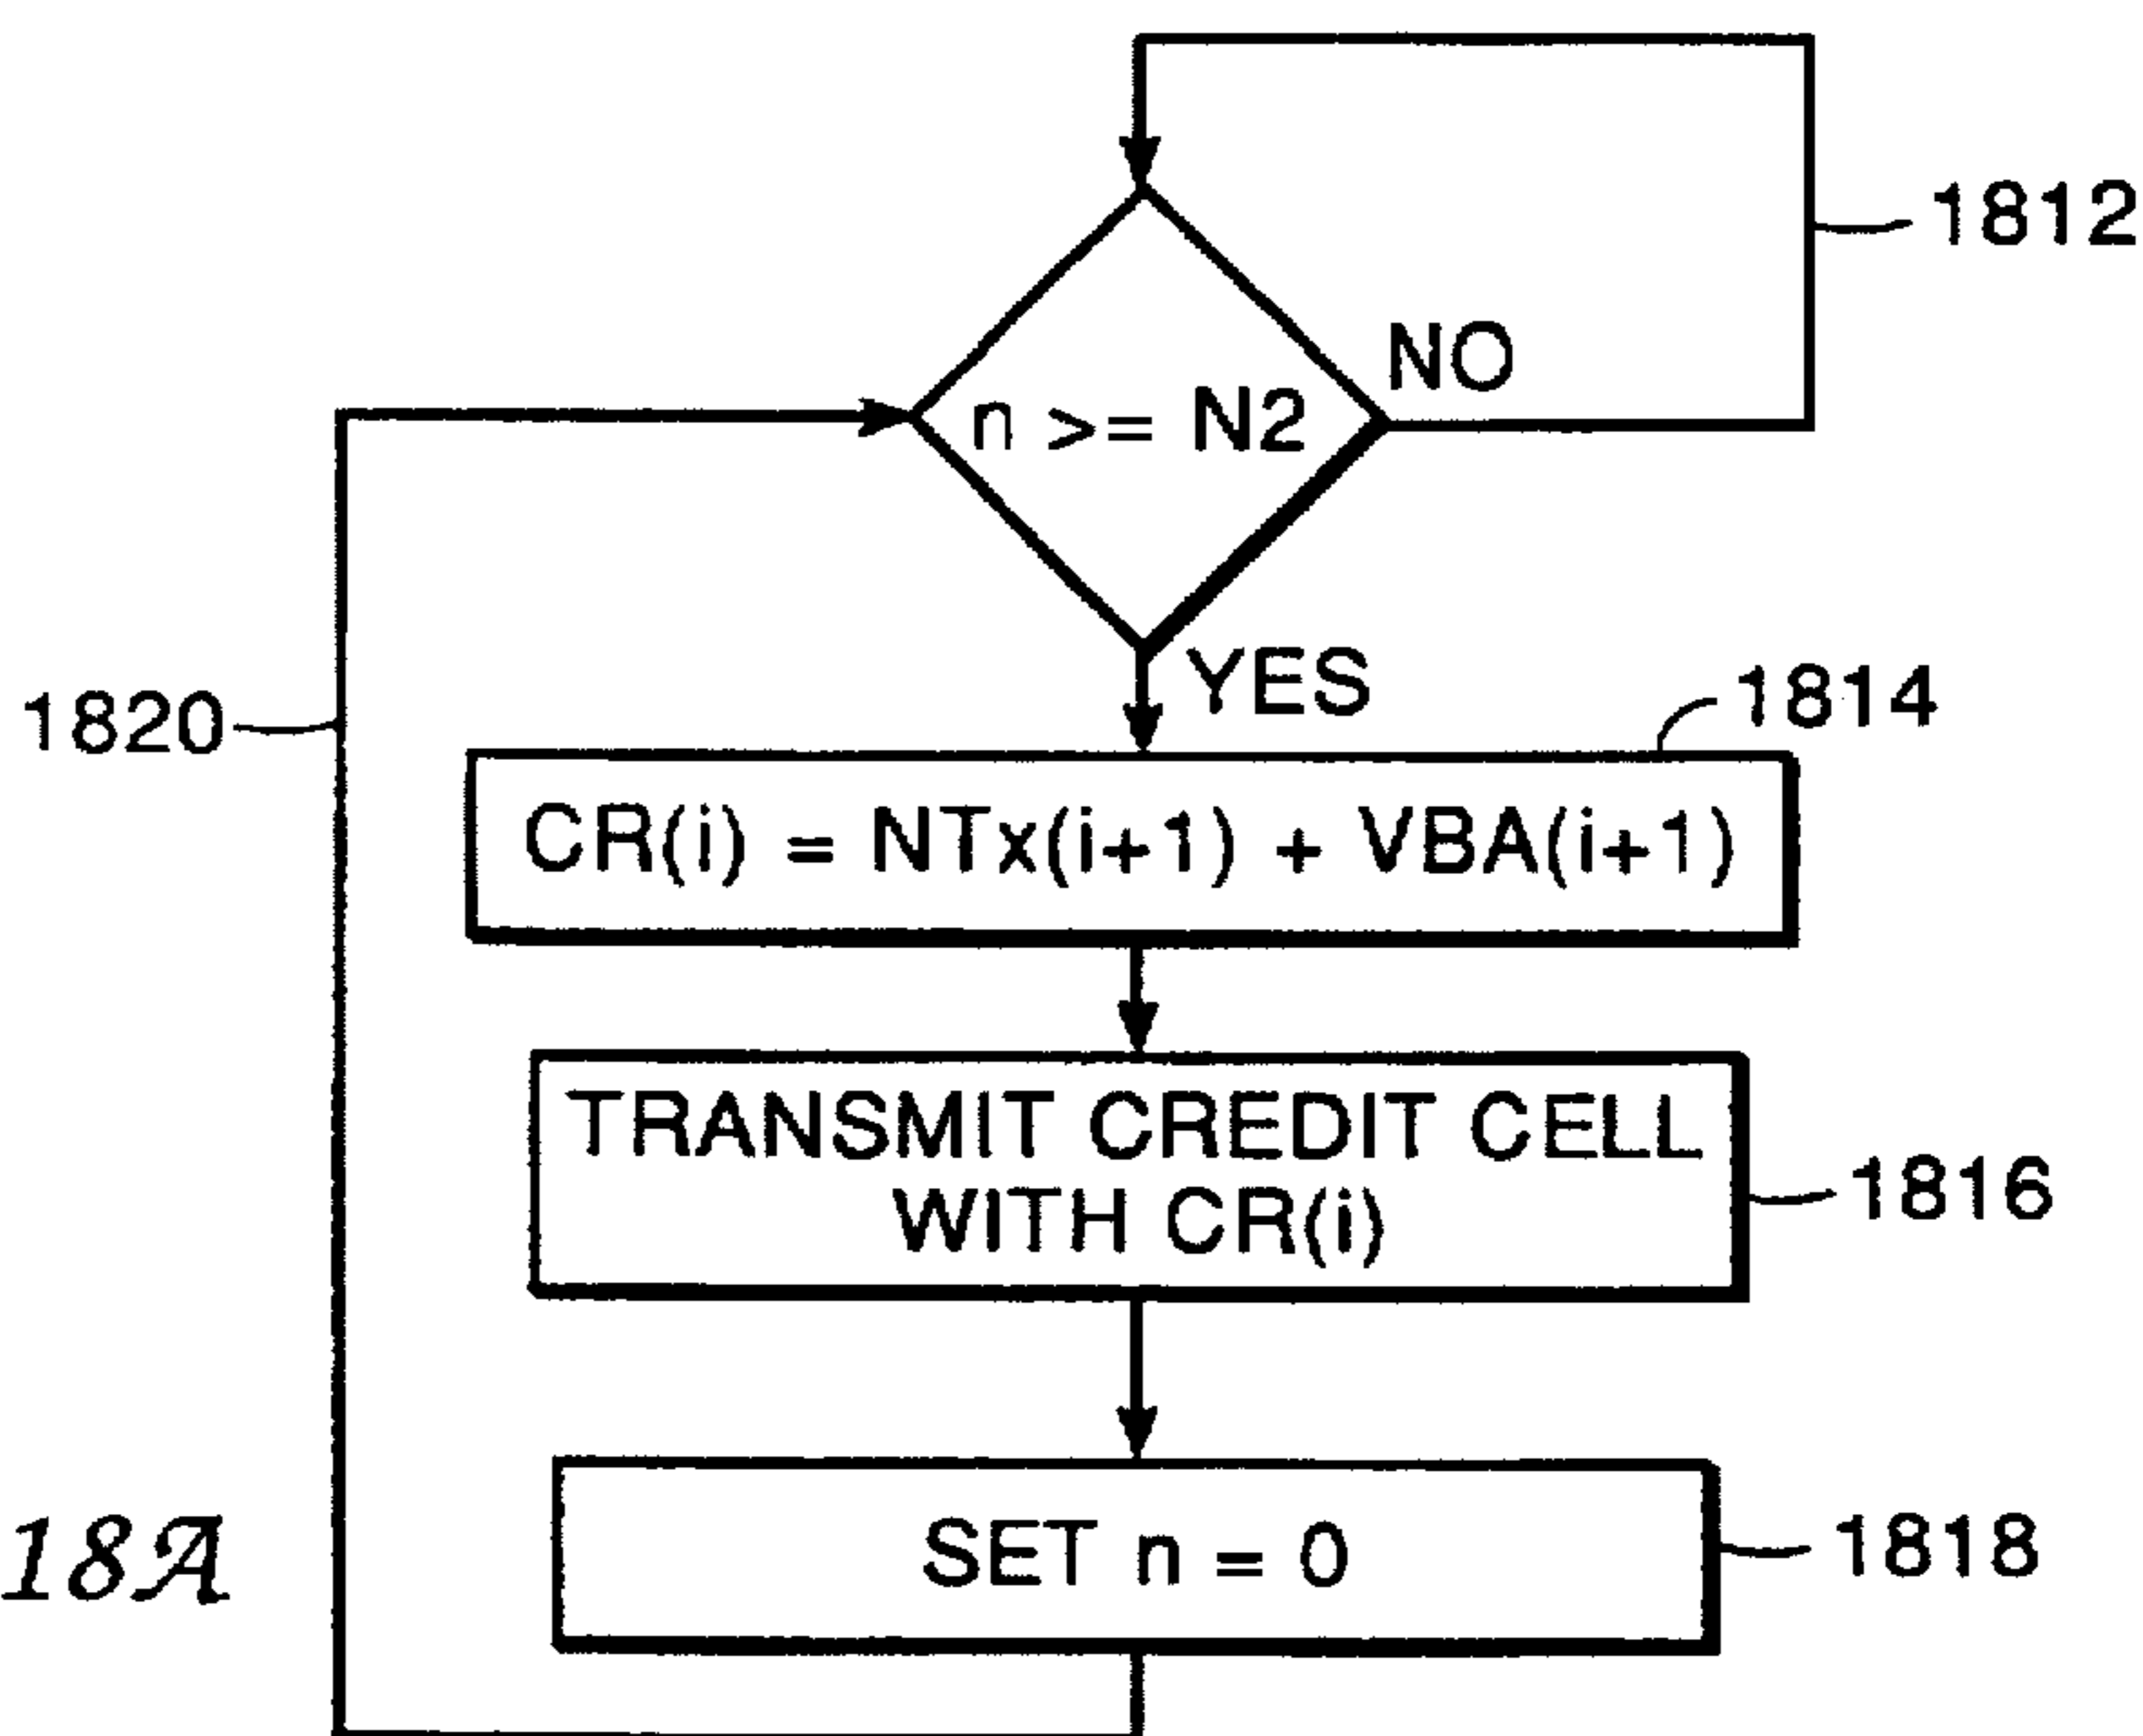 1812
NO
n >= N2
YES
1814
1820
CR(i) = NTx(i+1) + VBA(i+1)
TRANSMIT CREDIT CELL
WITH CR(i)
1816
SET n = 0
1818
18A